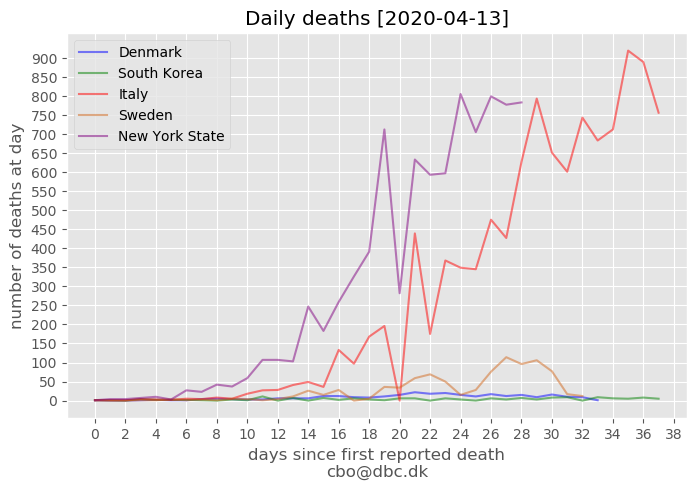 Daily deaths [2020-04-13]
Denmark
South Korea
Italy
Sweden
New York State
number of deaths at day
900
850
800
750
700
650
600
550
500
450
400
350
300
250
200
150
100
50
0
0 2 4 6 8 10 12 14 16 18 20 22 24 26 28 30 32 34 36 38
days since first reported death
cbo@dbc.dk